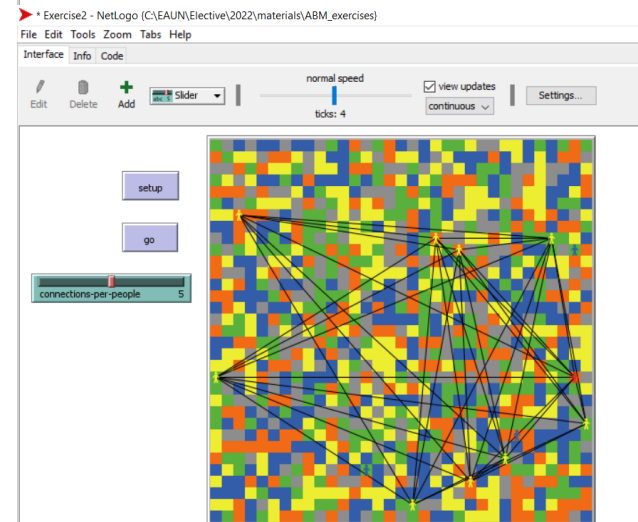 * Exercise2 - NetLogo {C:\EAUN\Elective\2022\materials\ABM_exercises}
File Edit Tools Zoom Tabs Help
Interface Info Code
Edit Delete Add
Slider
normal speed
ticks: 4
view updates
continuous
Settings...
setup
go
connections-per-people 5